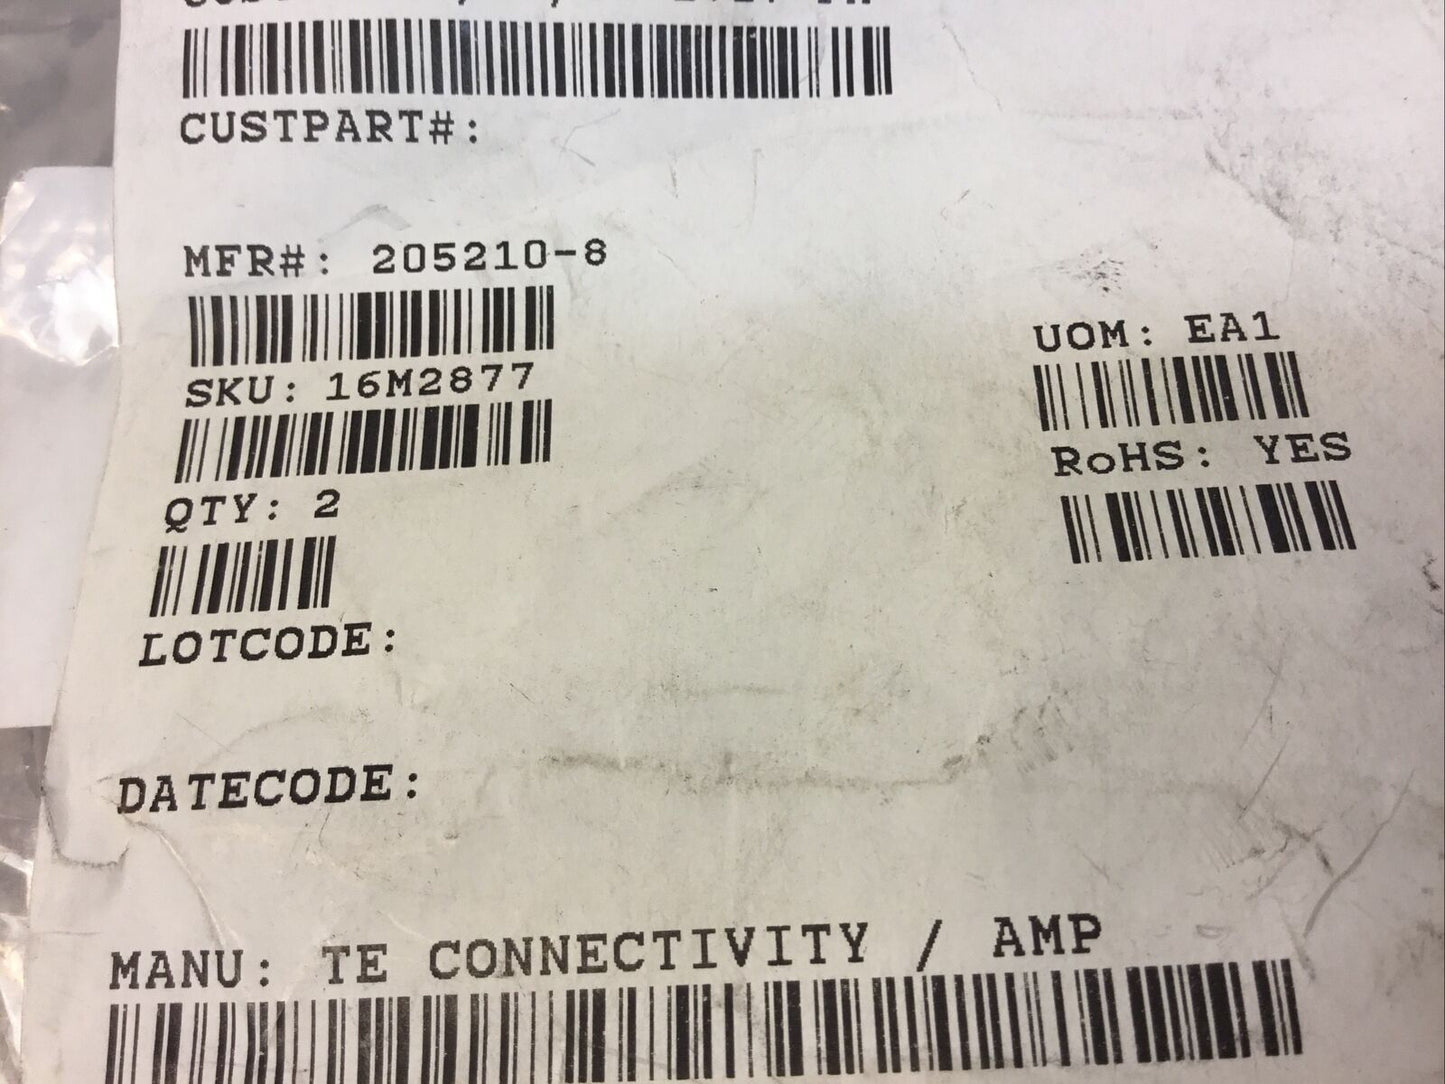 CUSTPART#:
MFR#: 205210-8
SKU: 16M2877
UOM: EA1
QTY: 2
RoHS: YES
LOTCODE:
DATECODE:
MANU: TE CONNECTIVITY / AMP